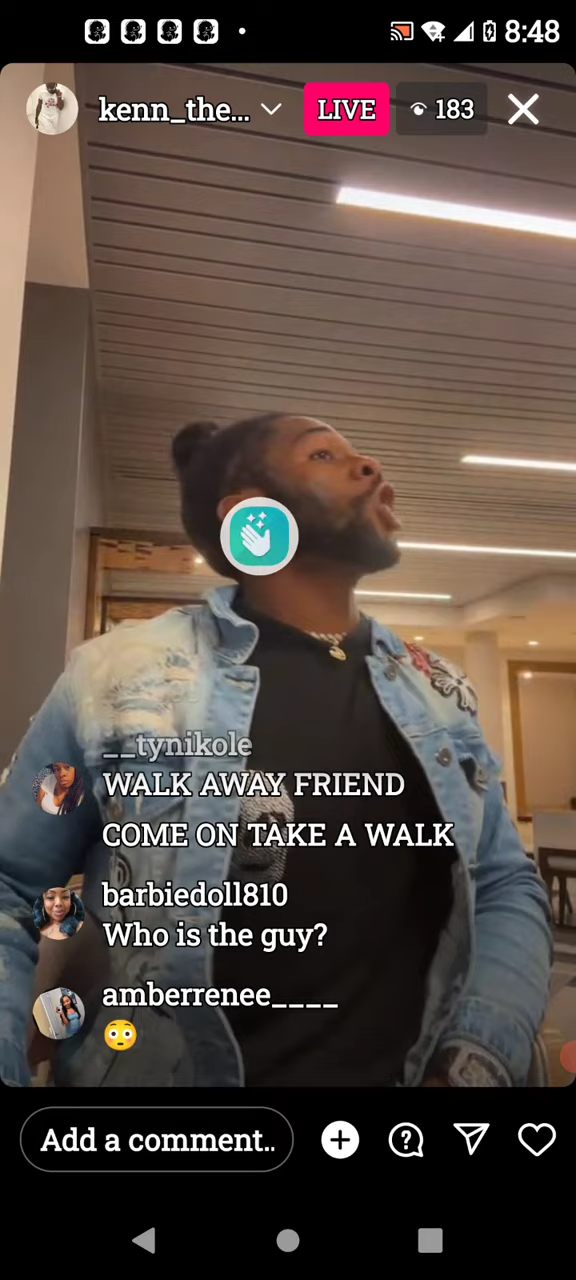 8:48
kenn_the...
LIVE
183
__tynikole
WALK AWAY FRIEND
COME ON TAKE A WALK
barbiedoll810
Who is the guy?
amberrenee____
😳
Add a comment..